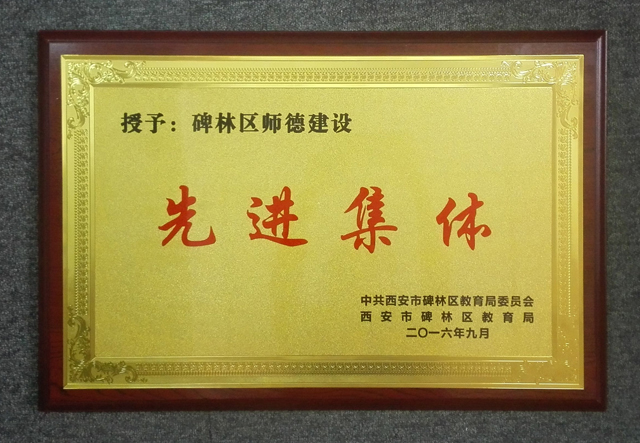 授予：碑林区师德建设
先进集体
中共西安市碑林区教育局委员会
西安市碑林区教育局
二〇一六年九月